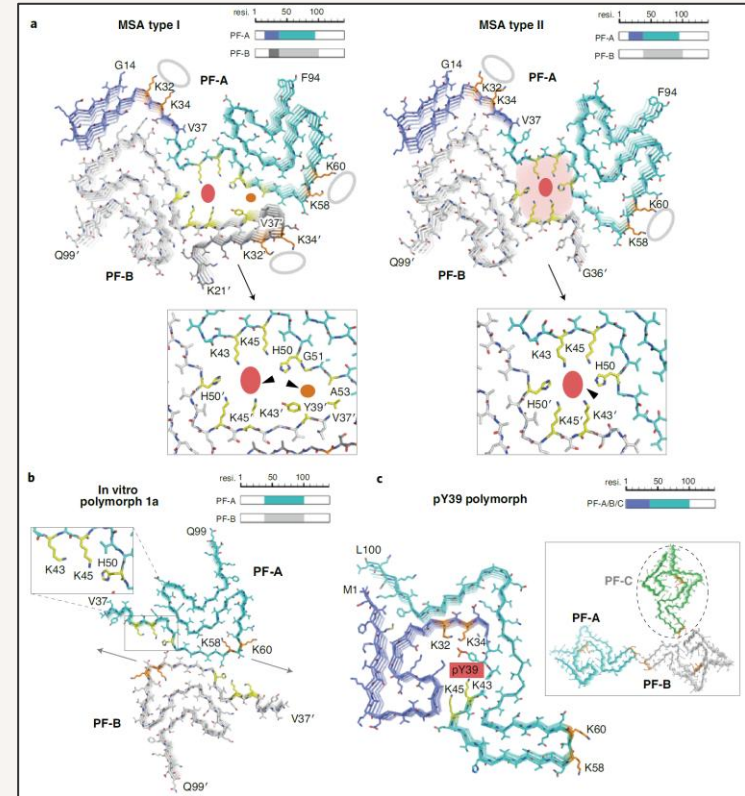 a
MSA type I
resi. 1 50 100
PF-A
PF-B
G14
K32
K34
PF-A
V37
F94
K60
K58
V37'
K34'
K32'
K21'
Q99'
PF-B
K43
K45
H50
G51
A53
H50'
K45'
K43'
Y39'
V37'
MSA type II
resi. 1 50 100
PF-A
PF-B
G14
K32
K34
PF-A
V37
F94
K60
K58
Q99'
PF-B
G36'
K43
K45
H50
H50'
K45'
K43'
b
In vitro
polymorph 1a
resi. 1 50 100
PF-A
PF-B
Q99
PF-A
K43
K45
H50
V37
K58
K60
PF-B
V37'
Q99'
c
pY39 polymorph
resi. 1 50 100
PF-A/B/C
L100
M1
K32
K34
pY39
K45
K43
K60
K58
PF-C
PF-A
PF-B